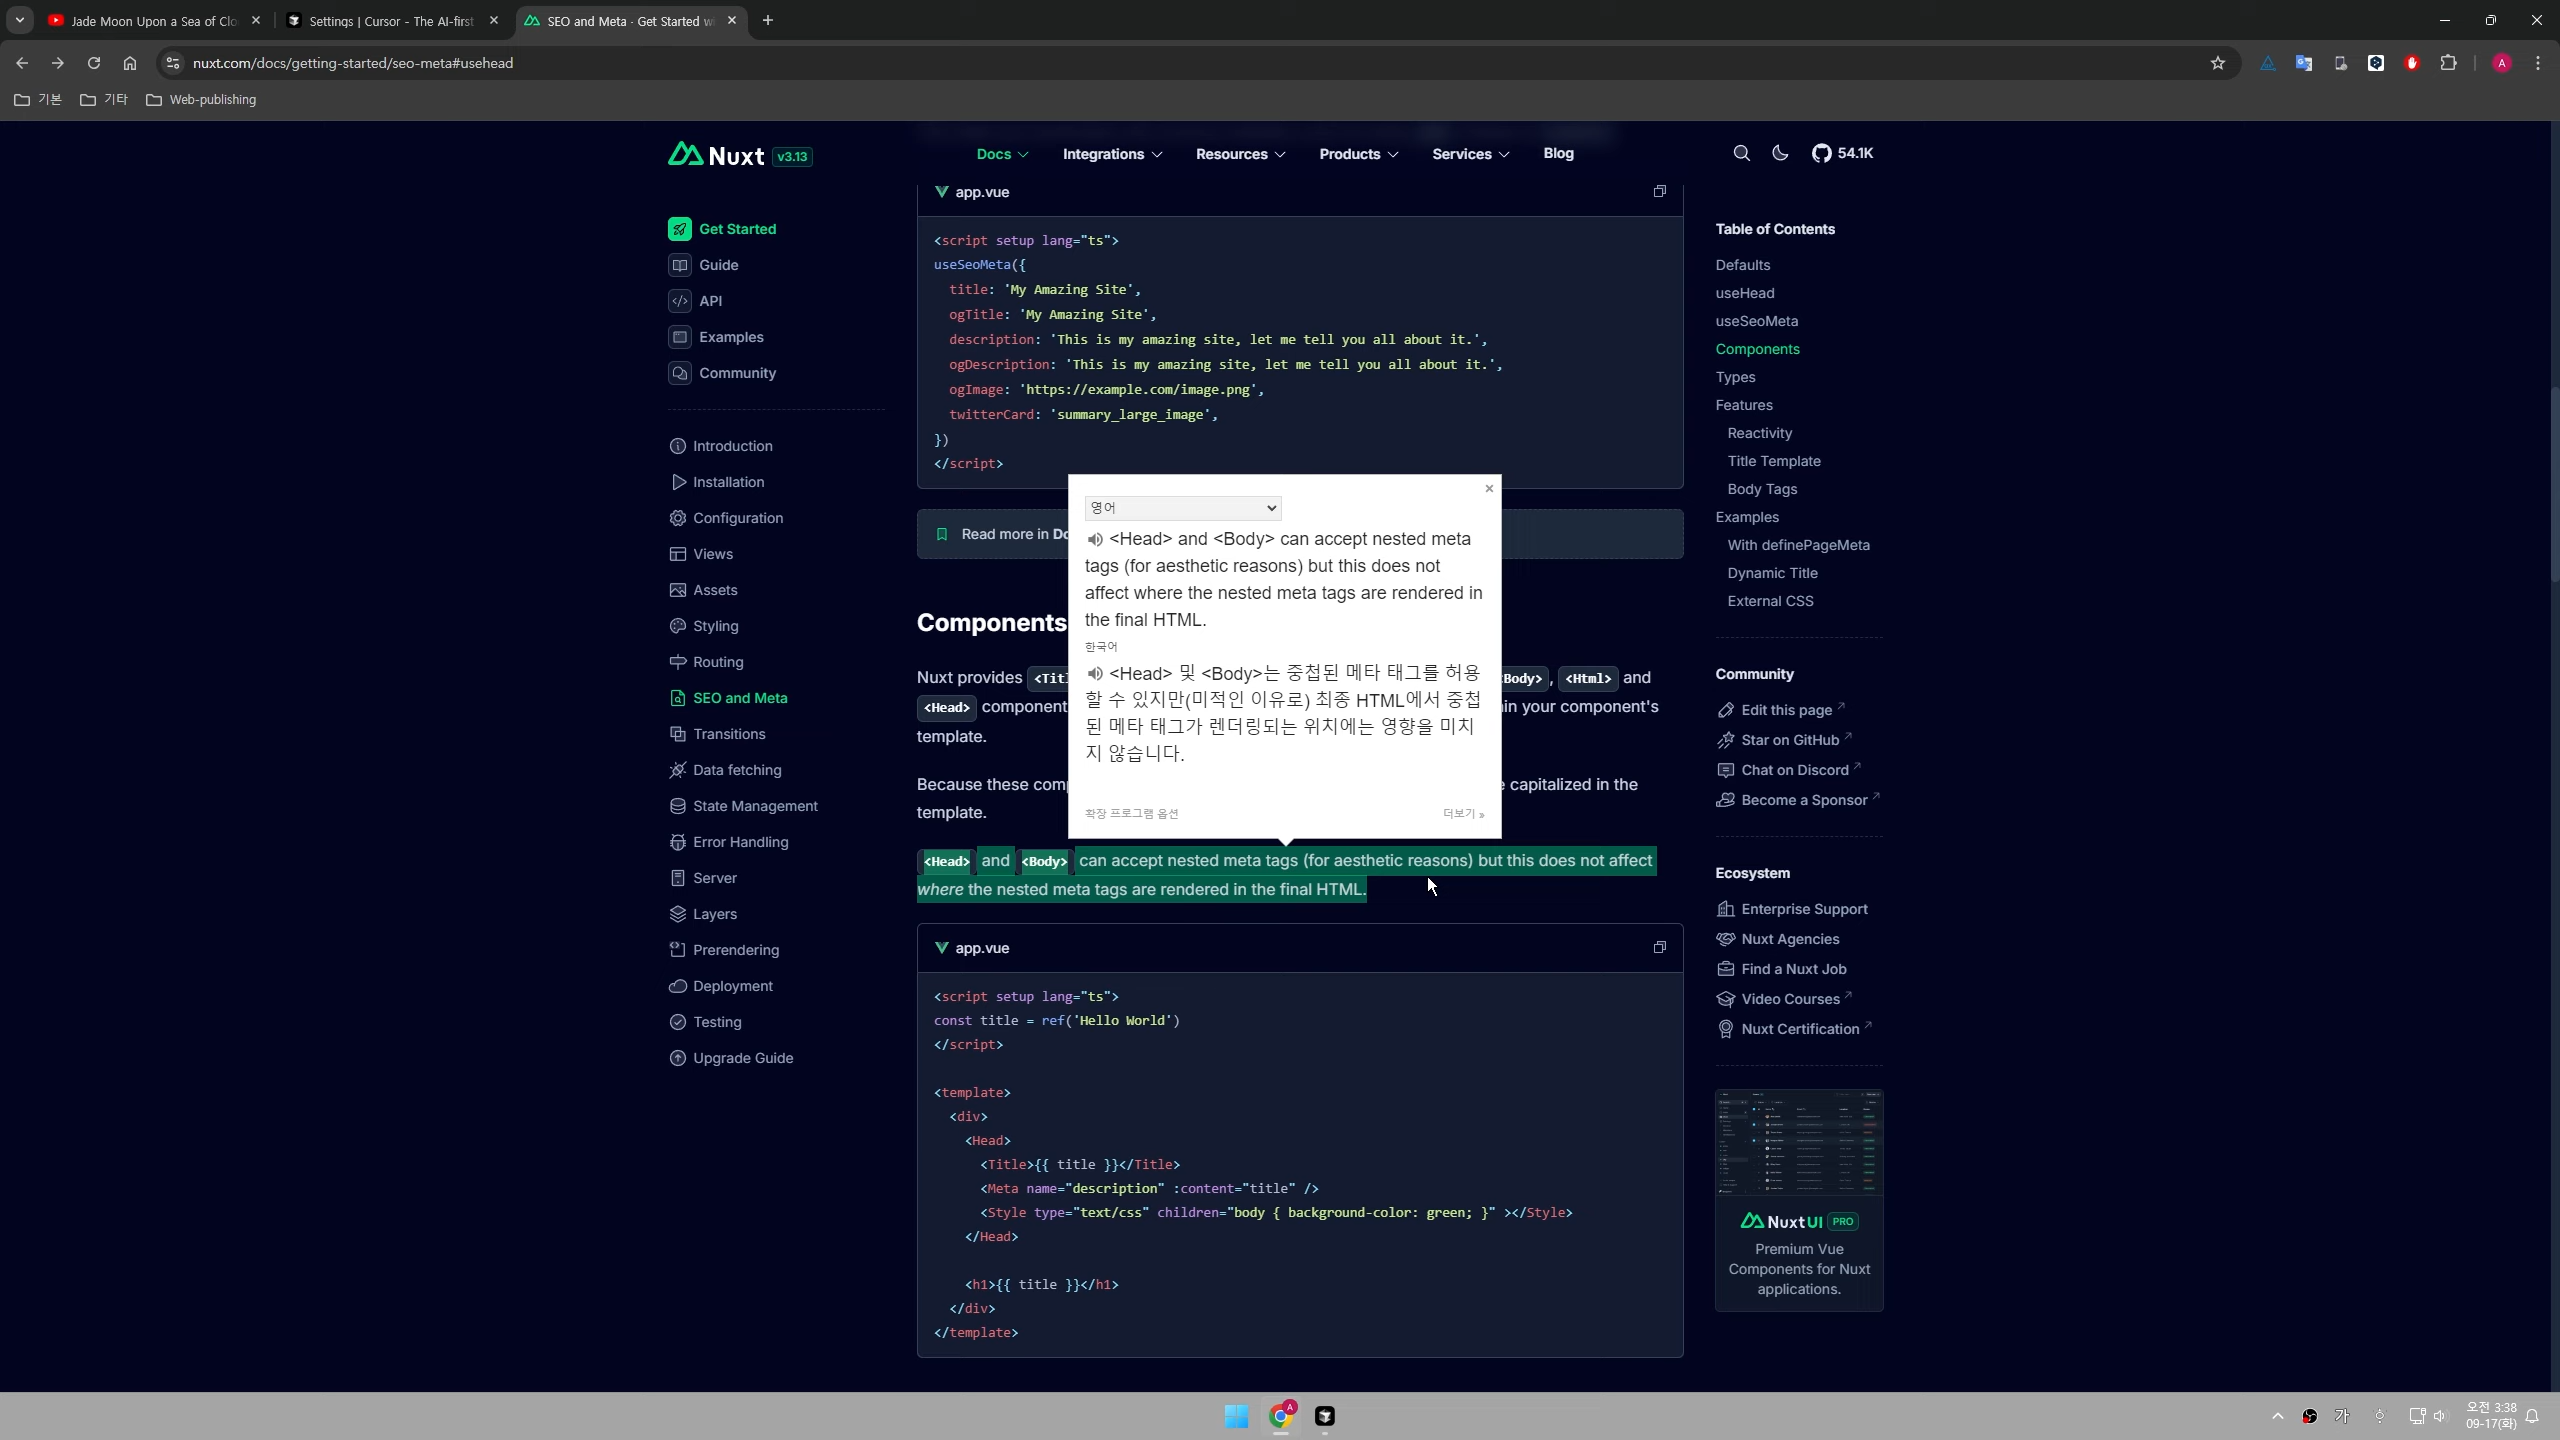 Jade Moon Upon a Sea of Clo
Settings | Cursor - The AI-first
SEO and Meta · Get Started wi
nuxt.com/docs/getting-started/seo-meta#usehead
A
기본
기타
Web-publishing
Nuxt v3.13
Docs
Integrations
Resources
Products
Services
Blog
54.1K
Get Started
Guide
API
Examples
Community
Introduction
Installation
Configuration
Views
Assets
Styling
Routing
SEO and Meta
Transitions
Data fetching
State Management
Error Handling
Server
Layers
Prerendering
Deployment
Testing
Upgrade Guide
app.vue
<script setup lang="ts">
useSeoMeta({
title: 'My Amazing Site',
ogTitle: 'My Amazing Site',
description: 'This is my amazing site, let me tell you all about it.',
ogDescription: 'This is my amazing site, let me tell you all about it.',
ogImage: 'https://example.com/image.png',
twitterCard: 'summary_large_image',
})
</script>
Read more in Do
영어
<Head> and <Body> can accept nested meta
tags (for aesthetic reasons) but this does not
affect where the nested meta tags are rendered in
the final HTML.
한국어
<Head> 및 <Body>는 중첩된 메타 태그를 허용
할 수 있지만(미적인 이유로) 최종 HTML에서 중첩
된 메타 태그가 렌더링되는 위치에는 영향을 미치
지 않습니다.
확장 프로그램 옵션
더보기 »
Components
Nuxt provides <Titl Body>, <Html> and
<Head> component in your component's
template.
Because these comp capitalized in the
template.
<Head> and <Body> can accept nested meta tags (for aesthetic reasons) but this does not affect
where the nested meta tags are rendered in the final HTML.
app.vue
<script setup lang="ts">
const title = ref('Hello World')
</script>
<template>
<div>
<Head>
<Title>{{ title }}</Title>
<Meta name="description" :content="title" />
<Style type="text/css" children="body { background-color: green; }" ></Style>
</Head>
<h1>{{ title }}</h1>
</div>
</template>
Table of Contents
Defaults
useHead
useSeoMeta
Components
Types
Features
Reactivity
Title Template
Body Tags
Examples
With definePageMeta
Dynamic Title
External CSS
Community
Edit this page
Star on GitHub
Chat on Discord
Become a Sponsor
Ecosystem
Enterprise Support
Nuxt Agencies
Find a Nuxt Job
Video Courses
Nuxt Certification
Nuxt UI PRO
Premium Vue
Components for Nuxt
applications.
A
가
오전 3:38
09-17(화)